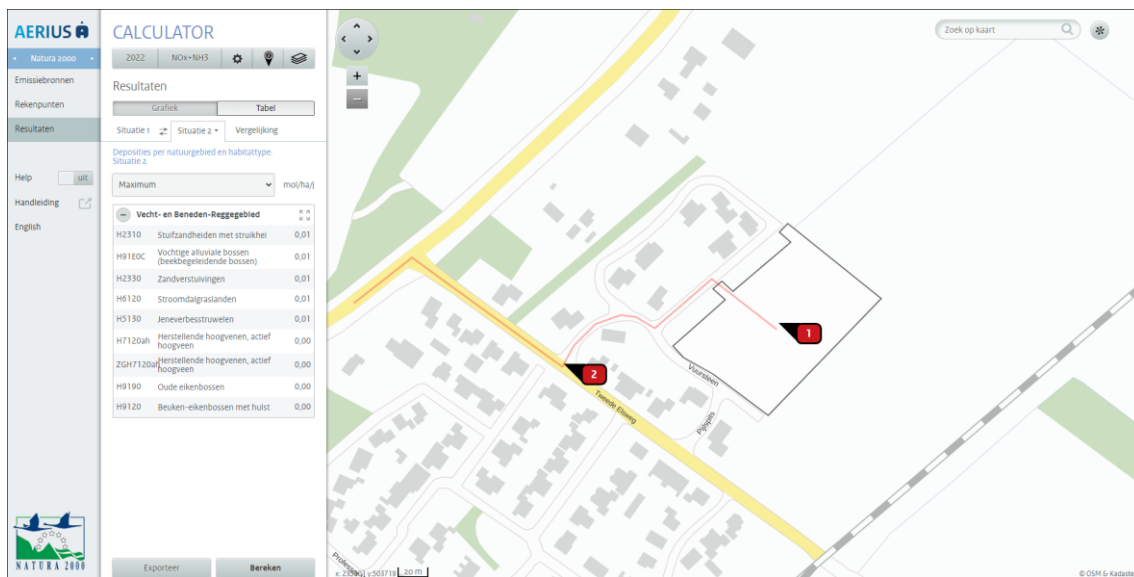 AERIUS
Natura 2000
Emissiebronnen
Rekenpunten
Resultaten
Help uit
Handleiding
English
NATURA 2000
CALCULATOR
2022 NOx+NH3
Resultaten
Grafiek Tabel
Situatie 1 Situatie 2 Vergelijking
Deposities per natuurgebied en habitattype.
Situatie 2
Maximum mol/ha/j
Vecht- en Beneden-Reggegebied
H2310 Stuifzandheiden met struikhei 0,01
H91E0C Vochtige alluviale bossen
(beekbegeleidende bossen) 0,01
H2330 Zandverstuivingen 0,01
H6120 Stroomdalgraslanden 0,01
H5130 Jeneverbesstruwelen 0,01
H7120ah Herstellende hoogvenen, actief
hoogveen 0,00
ZGH7120ah Herstellende hoogvenen, actief
hoogveen 0,00
H9190 Oude eikenbossen 0,00
H9120 Beuken-eikenbossen met hulst 0,00
Exporteer Bereken
Zoek op kaart
1
2
Vuursteen
Tweede Elsweg
Pijlspits
y:503719 20 m
© OSM & Kadaster